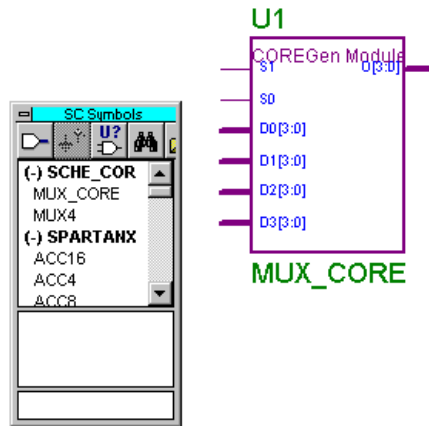 U1
COREGen Module
S1
O[3:0]
S0
D0[3:0]
D1[3:0]
D2[3:0]
D3[3:0]
MUX_CORE
SC Symbols
U?
(-) SCHE_COR
MUX_CORE
MUX4
(-) SPARTANX
ACC16
ACC4
ACC8